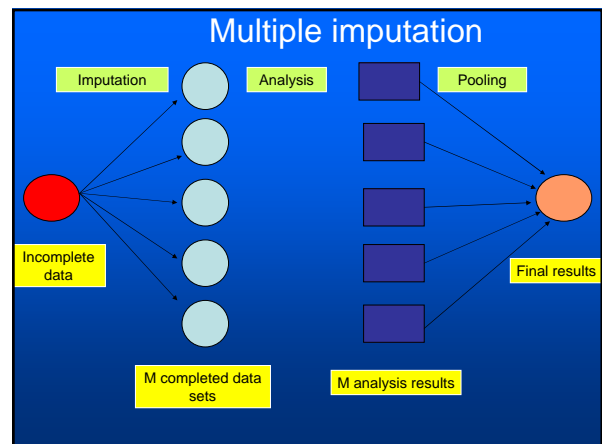 Multiple imputation
Imputation
Analysis
Pooling
Incomplete
data
Final results
M completed data
sets
M analysis results